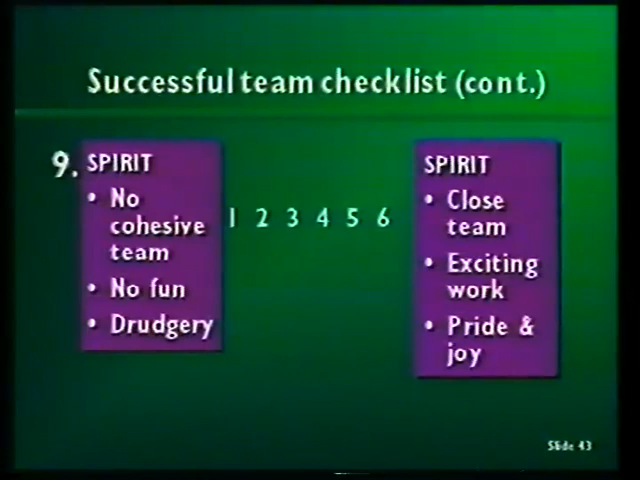 Successful team checklist (cont.)
9. SPIRIT
• No
cohesive
team
• No fun
• Drudgery
1 2 3 4 5 6
SPIRIT
• Close
team
• Exciting
work
• Pride &
joy
Slide 43